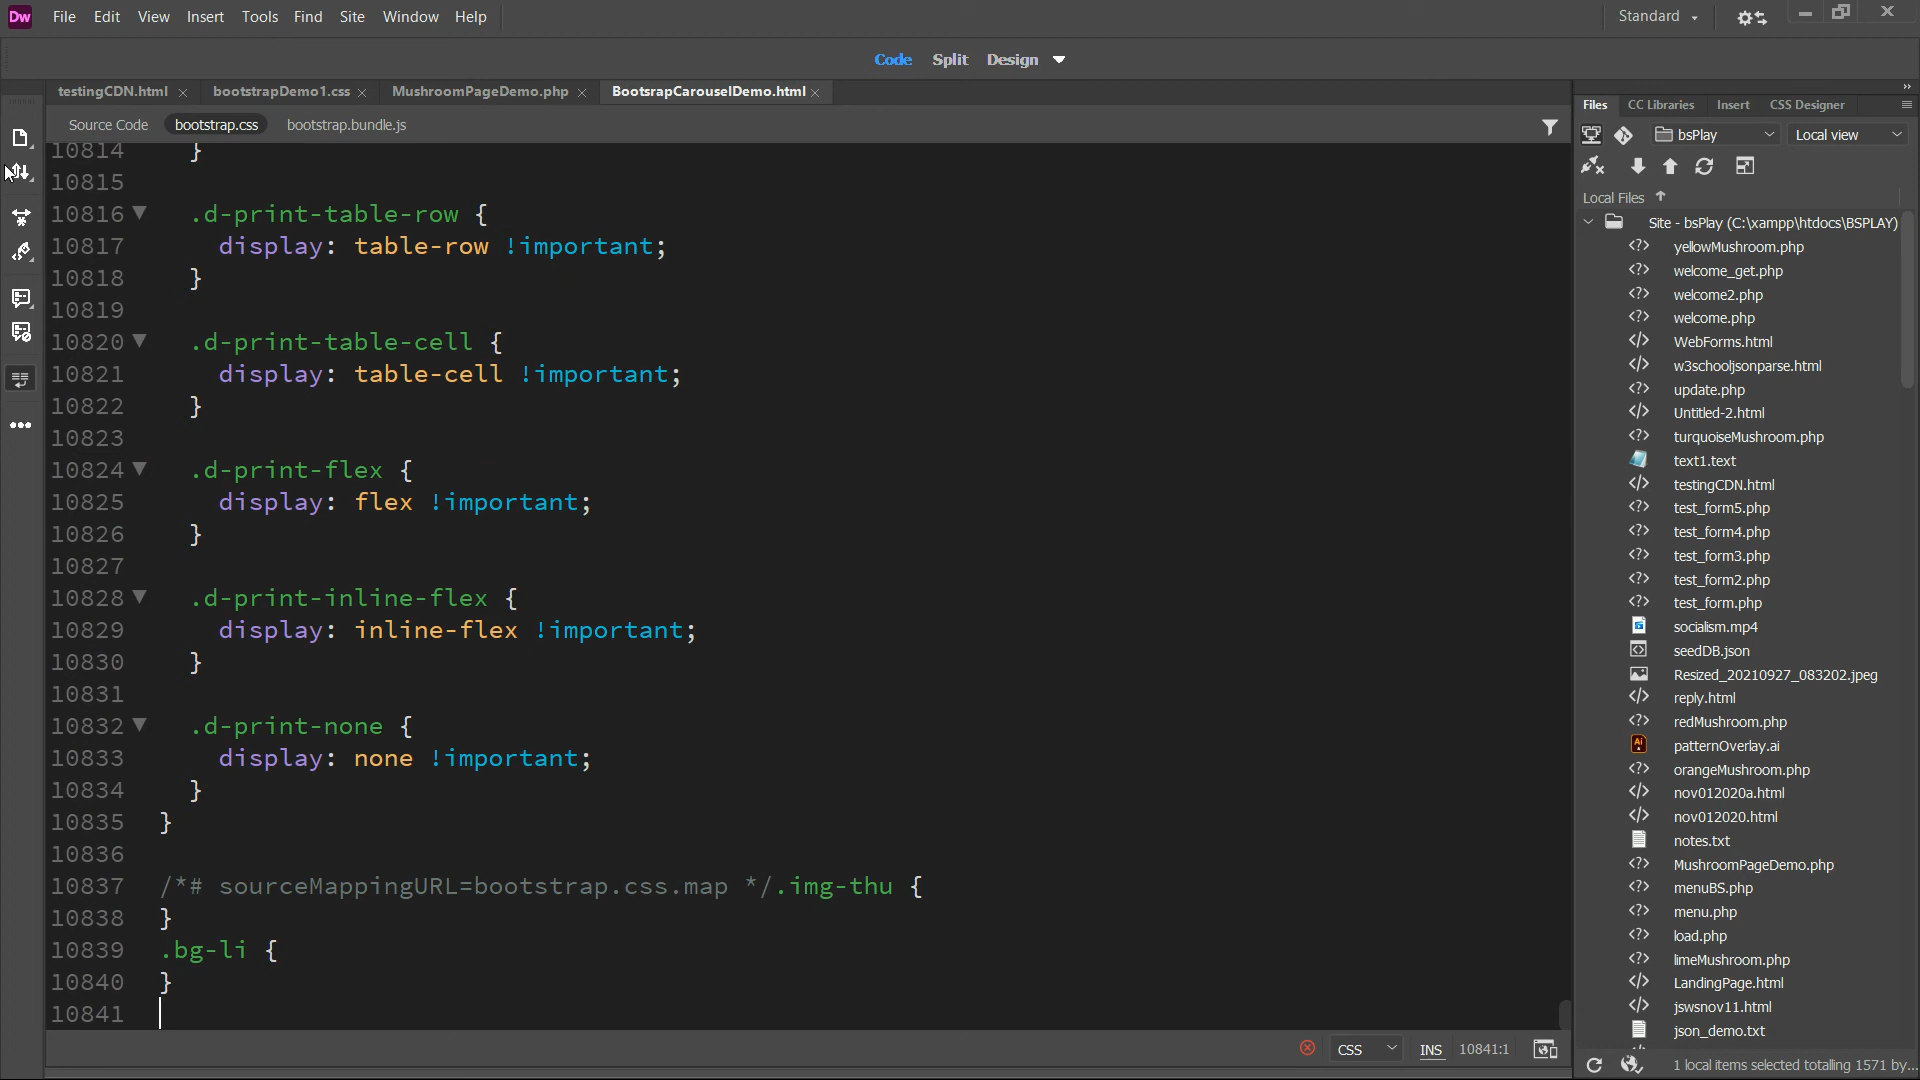 Dw File Edit View Insert Tools Find Site Window Help Standard
Code Split Design
testingCDN.html bootstrapDemo1.css MushroomPageDemo.php BootsrapCarouselDemo.html
Source Code bootstrap.css bootstrap.bundle.js
10814 }
10815
10816 .d-print-table-row {
10817 display: table-row !important;
10818 }
10819
10820 .d-print-table-cell {
10821 display: table-cell !important;
10822 }
10823
10824 .d-print-flex {
10825 display: flex !important;
10826 }
10827
10828 .d-print-inline-flex {
10829 display: inline-flex !important;
10830 }
10831
10832 .d-print-none {
10833 display: none !important;
10834 }
10835 }
10836
10837 /*# sourceMappingURL=bootstrap.css.map */.img-thu {
10838 }
10839 .bg-li {
10840 }
10841
CSS INS 10841:1
Files CC Libraries Insert CSS Designer
bsPlay Local view
Local Files
Site - bsPlay (C:\xampp\htdocs\BSPLAY)
yellowMushroom.php
welcome_get.php
welcome2.php
welcome.php
WebForms.html
w3schooljsonparse.html
update.php
Untitled-2.html
turquoiseMushroom.php
text1.text
testingCDN.html
test_form5.php
test_form4.php
test_form3.php
test_form2.php
test_form.php
socialism.mp4
seedDB.json
Resized_20210927_083202.jpeg
reply.html
redMushroom.php
patternOverlay.ai
orangeMushroom.php
nov012020a.html
nov012020.html
notes.txt
MushroomPageDemo.php
menuBS.php
menu.php
load.php
limeMushroom.php
LandingPage.html
jswsnov11.html
json_demo.txt
1 local items selected totalling 1571 by...